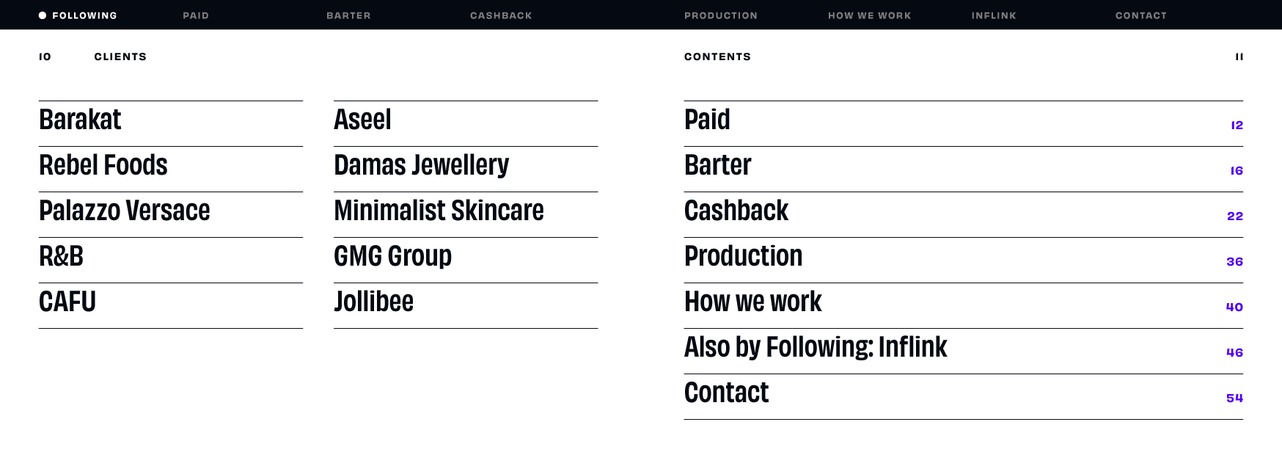 FOLLOWING PAID BARTER CASHBACK PRODUCTION HOW WE WORK INFLINK CONTACT
10 CLIENTS
Barakat
Rebel Foods
Palazzo Versace
R&B
CAFU
Aseel
Damas Jewellery
Minimalist Skincare
GMG Group
Jollibee
CONTENTS 11
Paid 12
Barter 16
Cashback 22
Production 36
How we work 40
Also by Following: Inflink 46
Contact 54